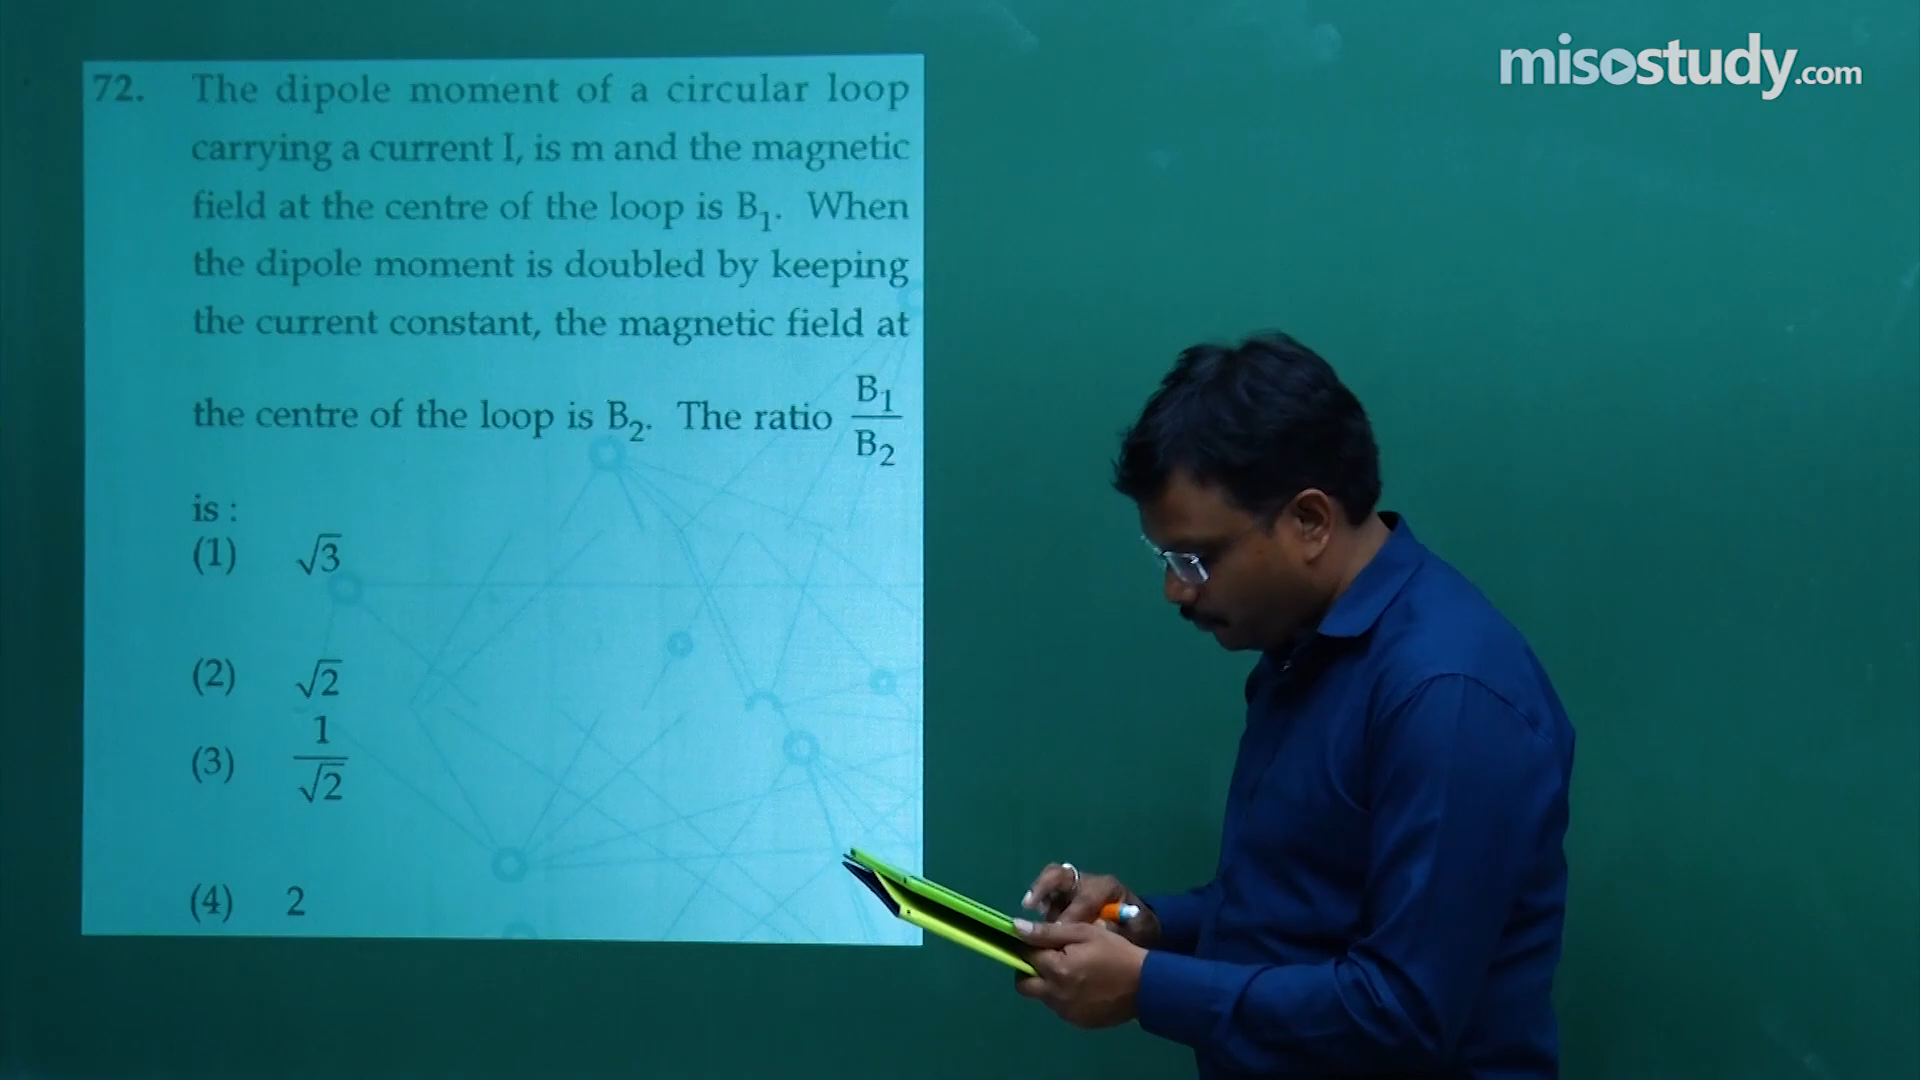 misostudy.com
72. The dipole moment of a circular loop
carrying a current I, is m and the magnetic
field at the centre of the loop is B₁. When
the dipole moment is doubled by keeping
the current constant, the magnetic field at
the centre of the loop is B₂. The ratio B₁/B₂
is :
(1) √3
(2) √2
(3) 1/√2
(4) 2